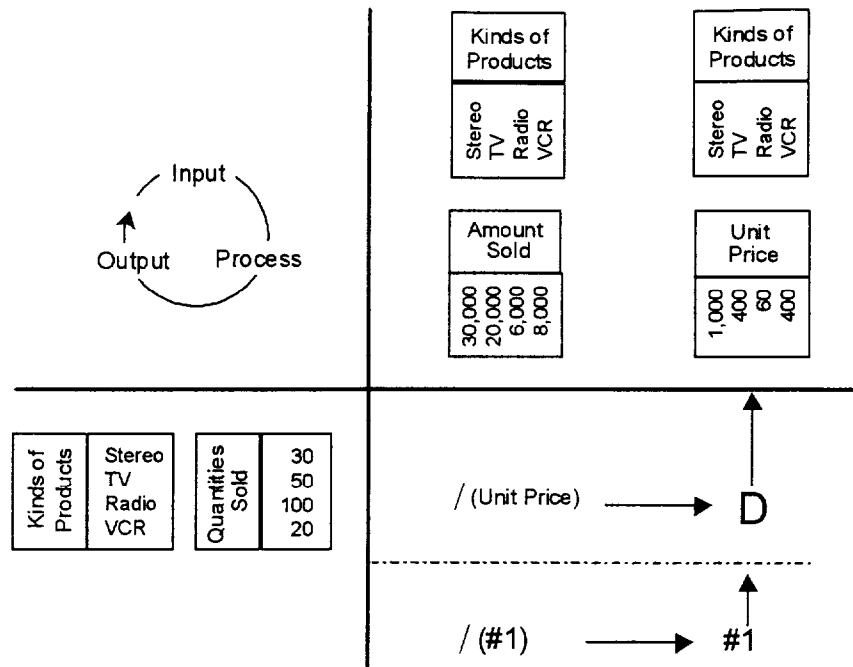 Kinds of
Products
Stereo
TV
Radio
VCR
Kinds of
Products
Stereo
TV
Radio
VCR
Input
Output
Process
Amount
Sold
30,000
20,000
6,000
8,000
Unit
Price
1,000
400
60
400
Kinds of
Products
Stereo
TV
Radio
VCR
Quantities
Sold
30
50
100
20
/ (Unit Price)
D
/ (#1)
#1